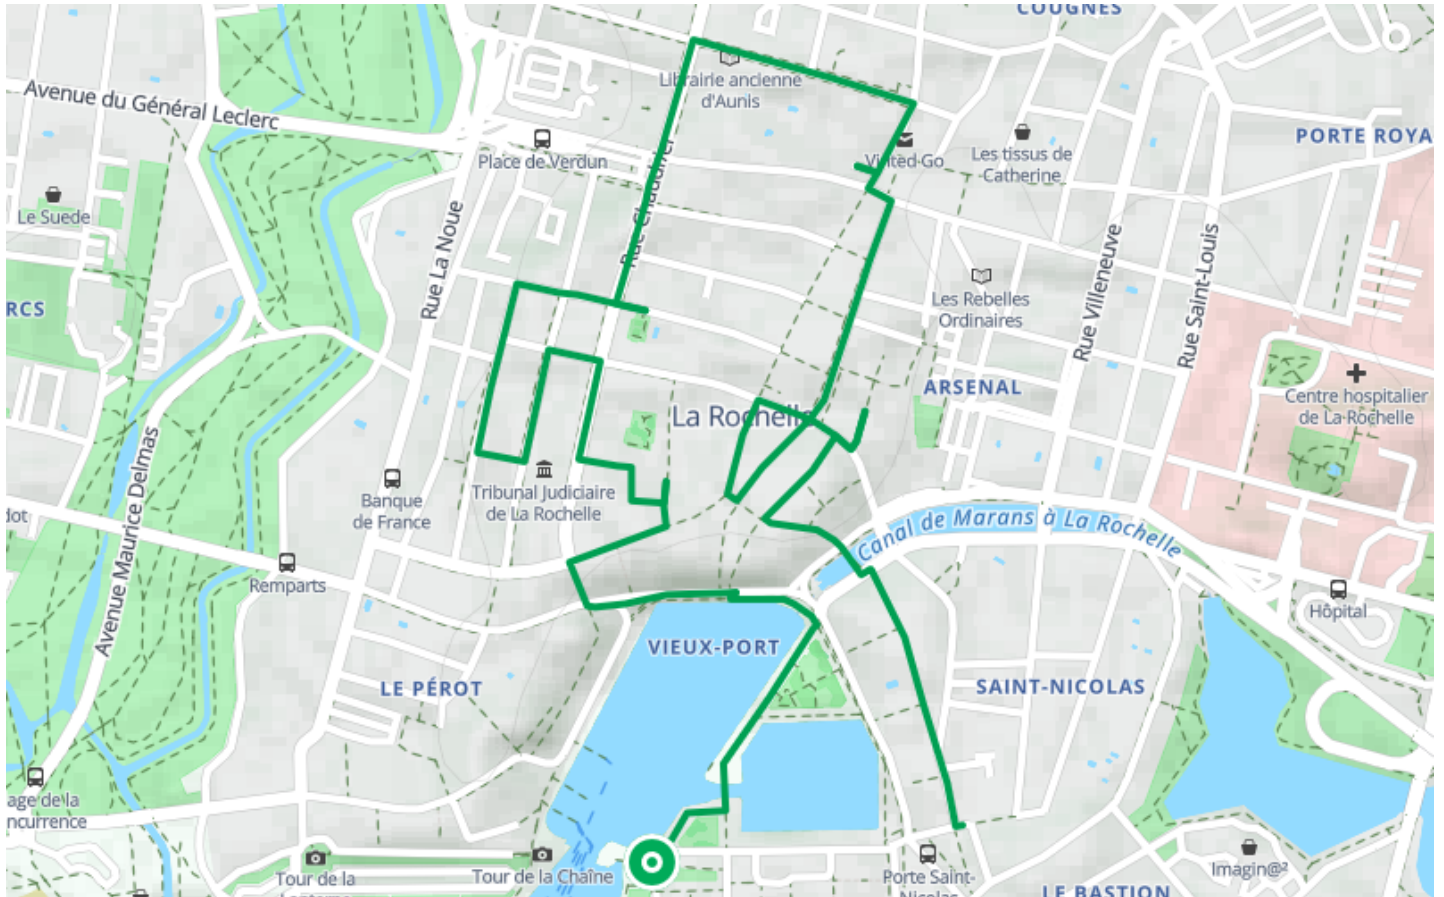 COUGNES
Librairie ancienne
d'Aunis
Avenue du Général Leclerc
Place de Verdun
Vinted-Go
Les tissus de
Catherine
PORTE ROYA
Le Suede
Rue Chaudrier
Rue La Noue
Rue Villeneuve
Rue Saint-Louis
RCS
Les Rebelles
Ordinaires
ARSENAL
Centre hospitalier
de La Rochelle
La Rochelle
Avenue Maurice Delmas
Banque
de France
Tribunal Judiciaire
de La Rochelle
dot
Canal de Marans à La Rochelle
Remparts
Hôpital
VIEUX-PORT
LE PÉROT
SAINT-NICOLAS
age de la
ncurrence
Tour de la
Tour de la Chaîne
Porte Saint-
Nicolas
Imagin@²
LE BASTION